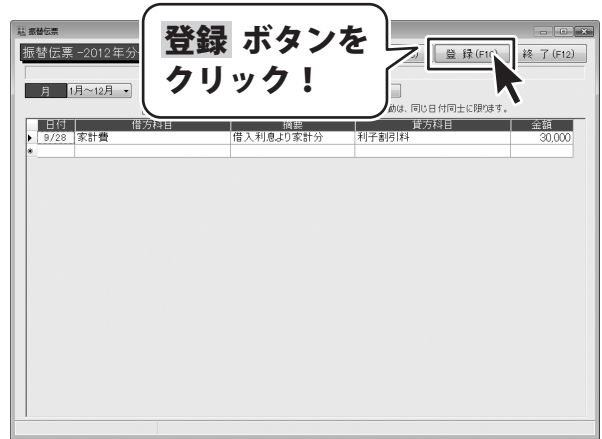 振替伝票
振替伝票 -2012年分
登録 ボタンを
クリック！
登 録(F10)
終 了(F12)
月 1月～12月
は、同じ日付同士に限ります。
日付 借方科目 摘要 貸方科目 金額
9/28 家計費 借入利息より家計分 利子割引料 30,000